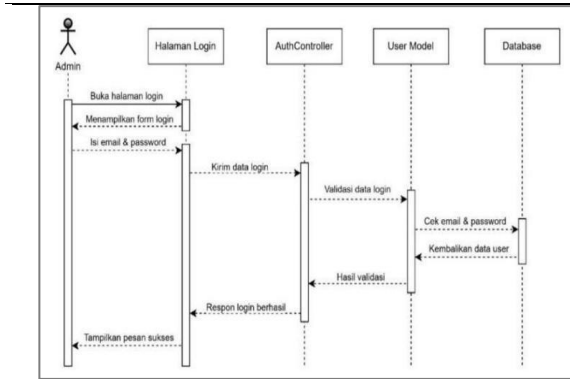 Halaman Login
AuthController
User Model
Database
Admin
Buka halaman login
Menampilkan form login
Isi email & password
Kirim data login
Validasi data login
Cek email & password
Kembalikan data user
Hasil validasi
Respon login berhasil
Tampilkan pesan sukses